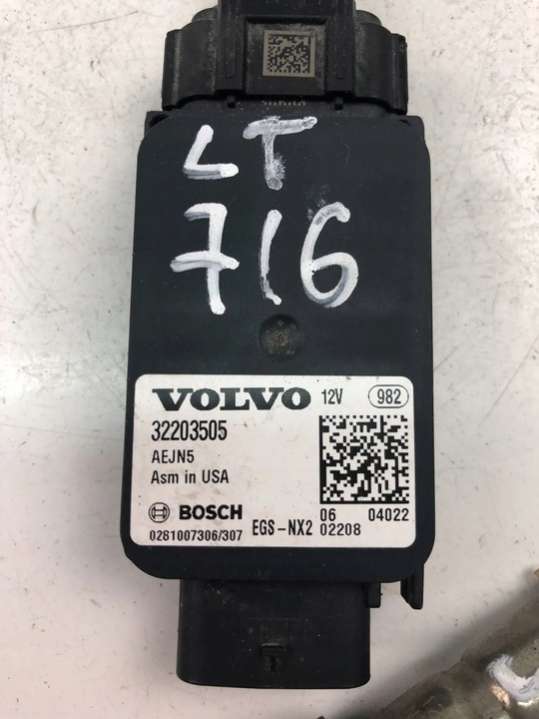 LT
716
VOLVO 12V 982
32203505
AEJN5
Asm in USA
BOSCH EGS-NX2
0281007306/307
06 04022
02208